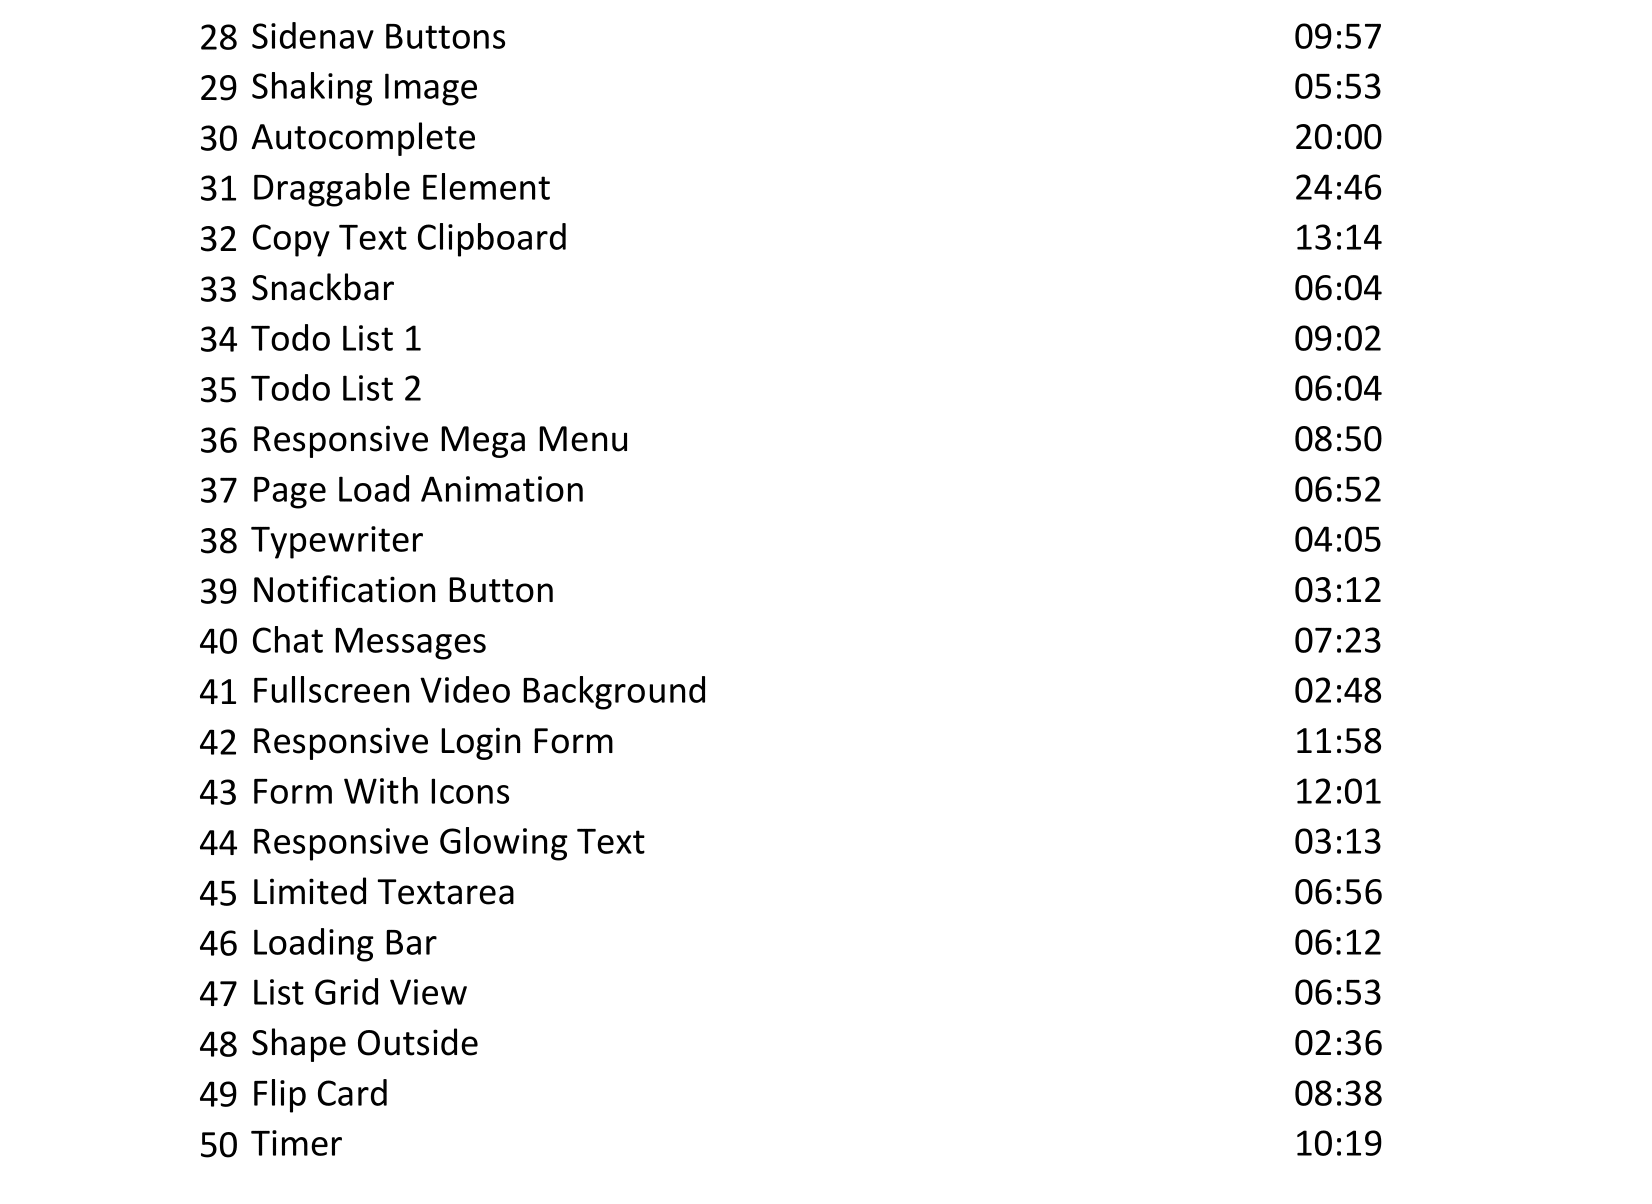 28 Sidenav Buttons 09:57
29 Shaking Image 05:53
30 Autocomplete 20:00
31 Draggable Element 24:46
32 Copy Text Clipboard 13:14
33 Snackbar 06:04
34 Todo List 1 09:02
35 Todo List 2 06:04
36 Responsive Mega Menu 08:50
37 Page Load Animation 06:52
38 Typewriter 04:05
39 Notification Button 03:12
40 Chat Messages 07:23
41 Fullscreen Video Background 02:48
42 Responsive Login Form 11:58
43 Form With Icons 12:01
44 Responsive Glowing Text 03:13
45 Limited Textarea 06:56
46 Loading Bar 06:12
47 List Grid View 06:53
48 Shape Outside 02:36
49 Flip Card 08:38
50 Timer 10:19